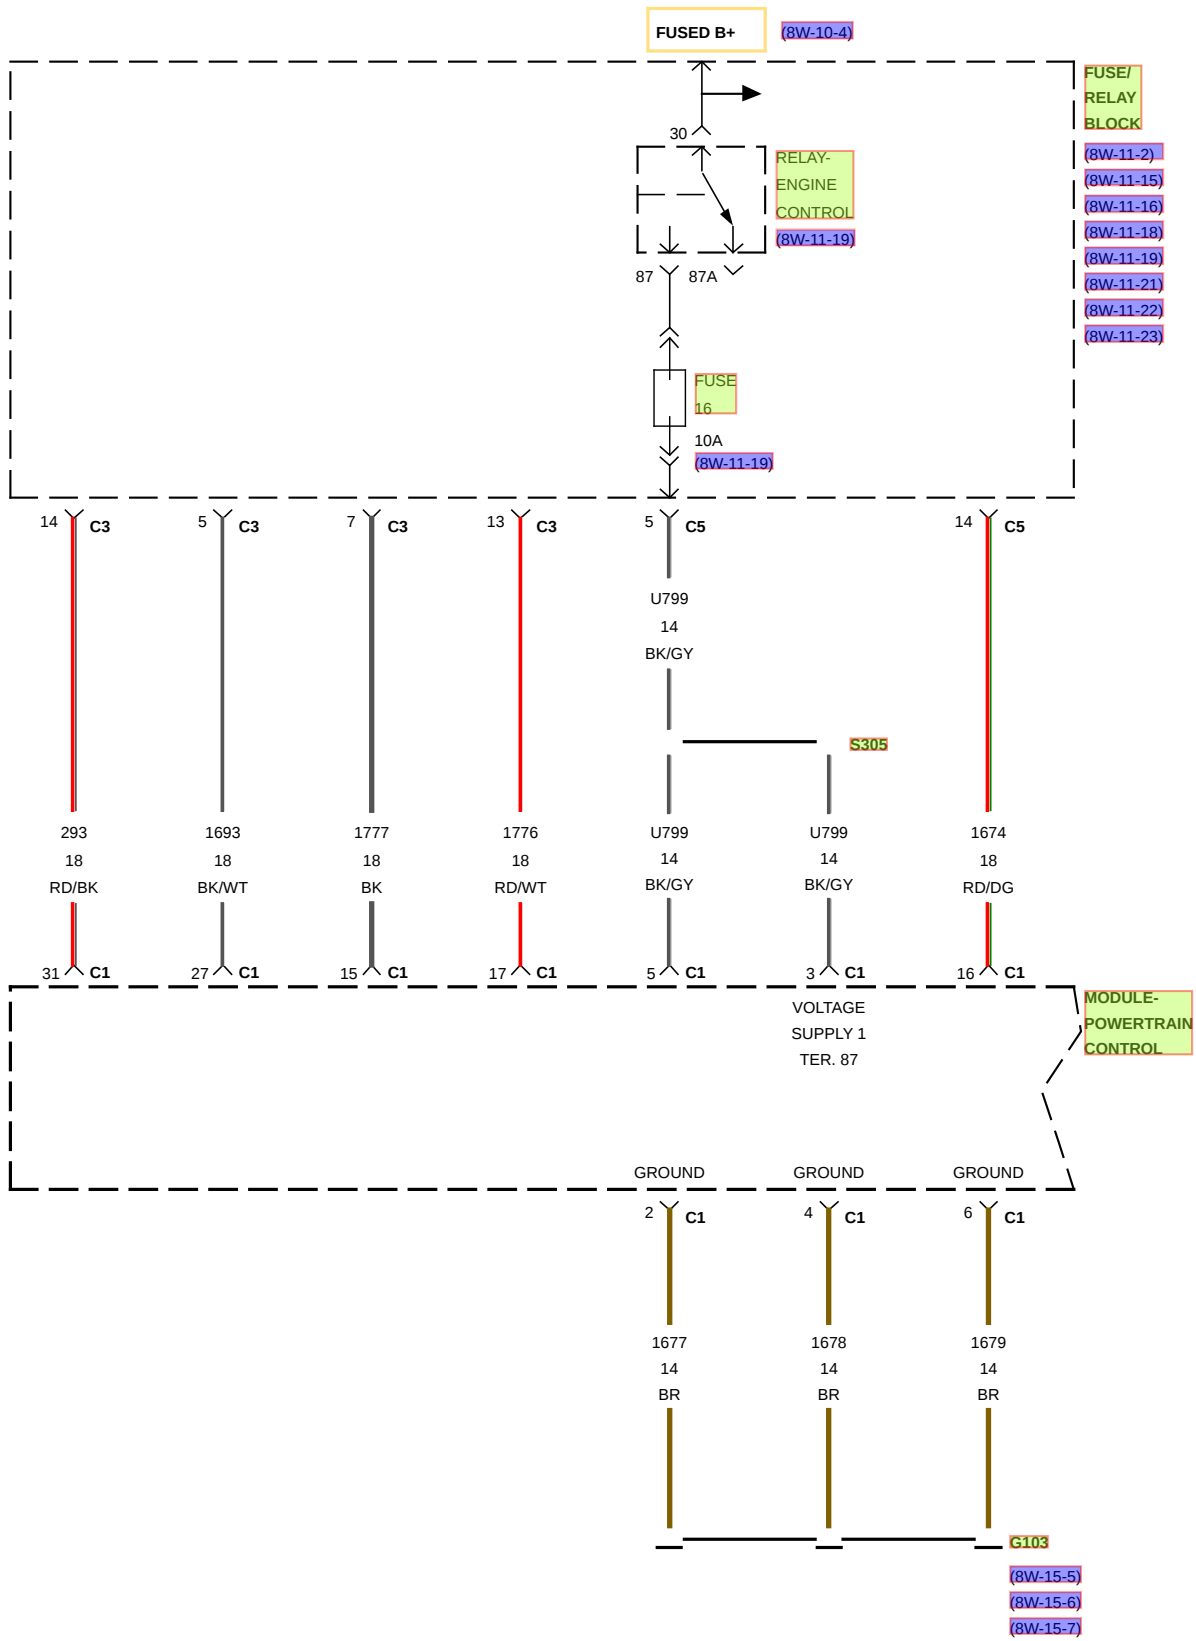 FUSED B+ (8W-10-4)
FUSE/
RELAY
BLOCK
(8W-11-2)
(8W-11-15)
(8W-11-16)
(8W-11-18)
(8W-11-19)
(8W-11-21)
(8W-11-22)
(8W-11-23)
30
RELAY-
ENGINE
CONTROL
(8W-11-19)
87 87A
FUSE
16
10A
(8W-11-19)
14 C3 5 C3 7 C3 13 C3 5 C5 14 C5
U799
14
BK/GY
S305
293 1693 1777 1776 U799 U799 1674
18 18 18 18 14 14 18
RD/BK BK/WT BK RD/WT BK/GY BK/GY RD/DG
31 C1 27 C1 15 C1 17 C1 5 C1 3 C1 16 C1
MODULE-
POWERTRAIN
CONTROL
VOLTAGE
SUPPLY 1
TER. 87
GROUND GROUND GROUND
2 C1 4 C1 6 C1
1677 1678 1679
14 14 14
BR BR BR
G103
(8W-15-5)
(8W-15-6)
(8W-15-7)